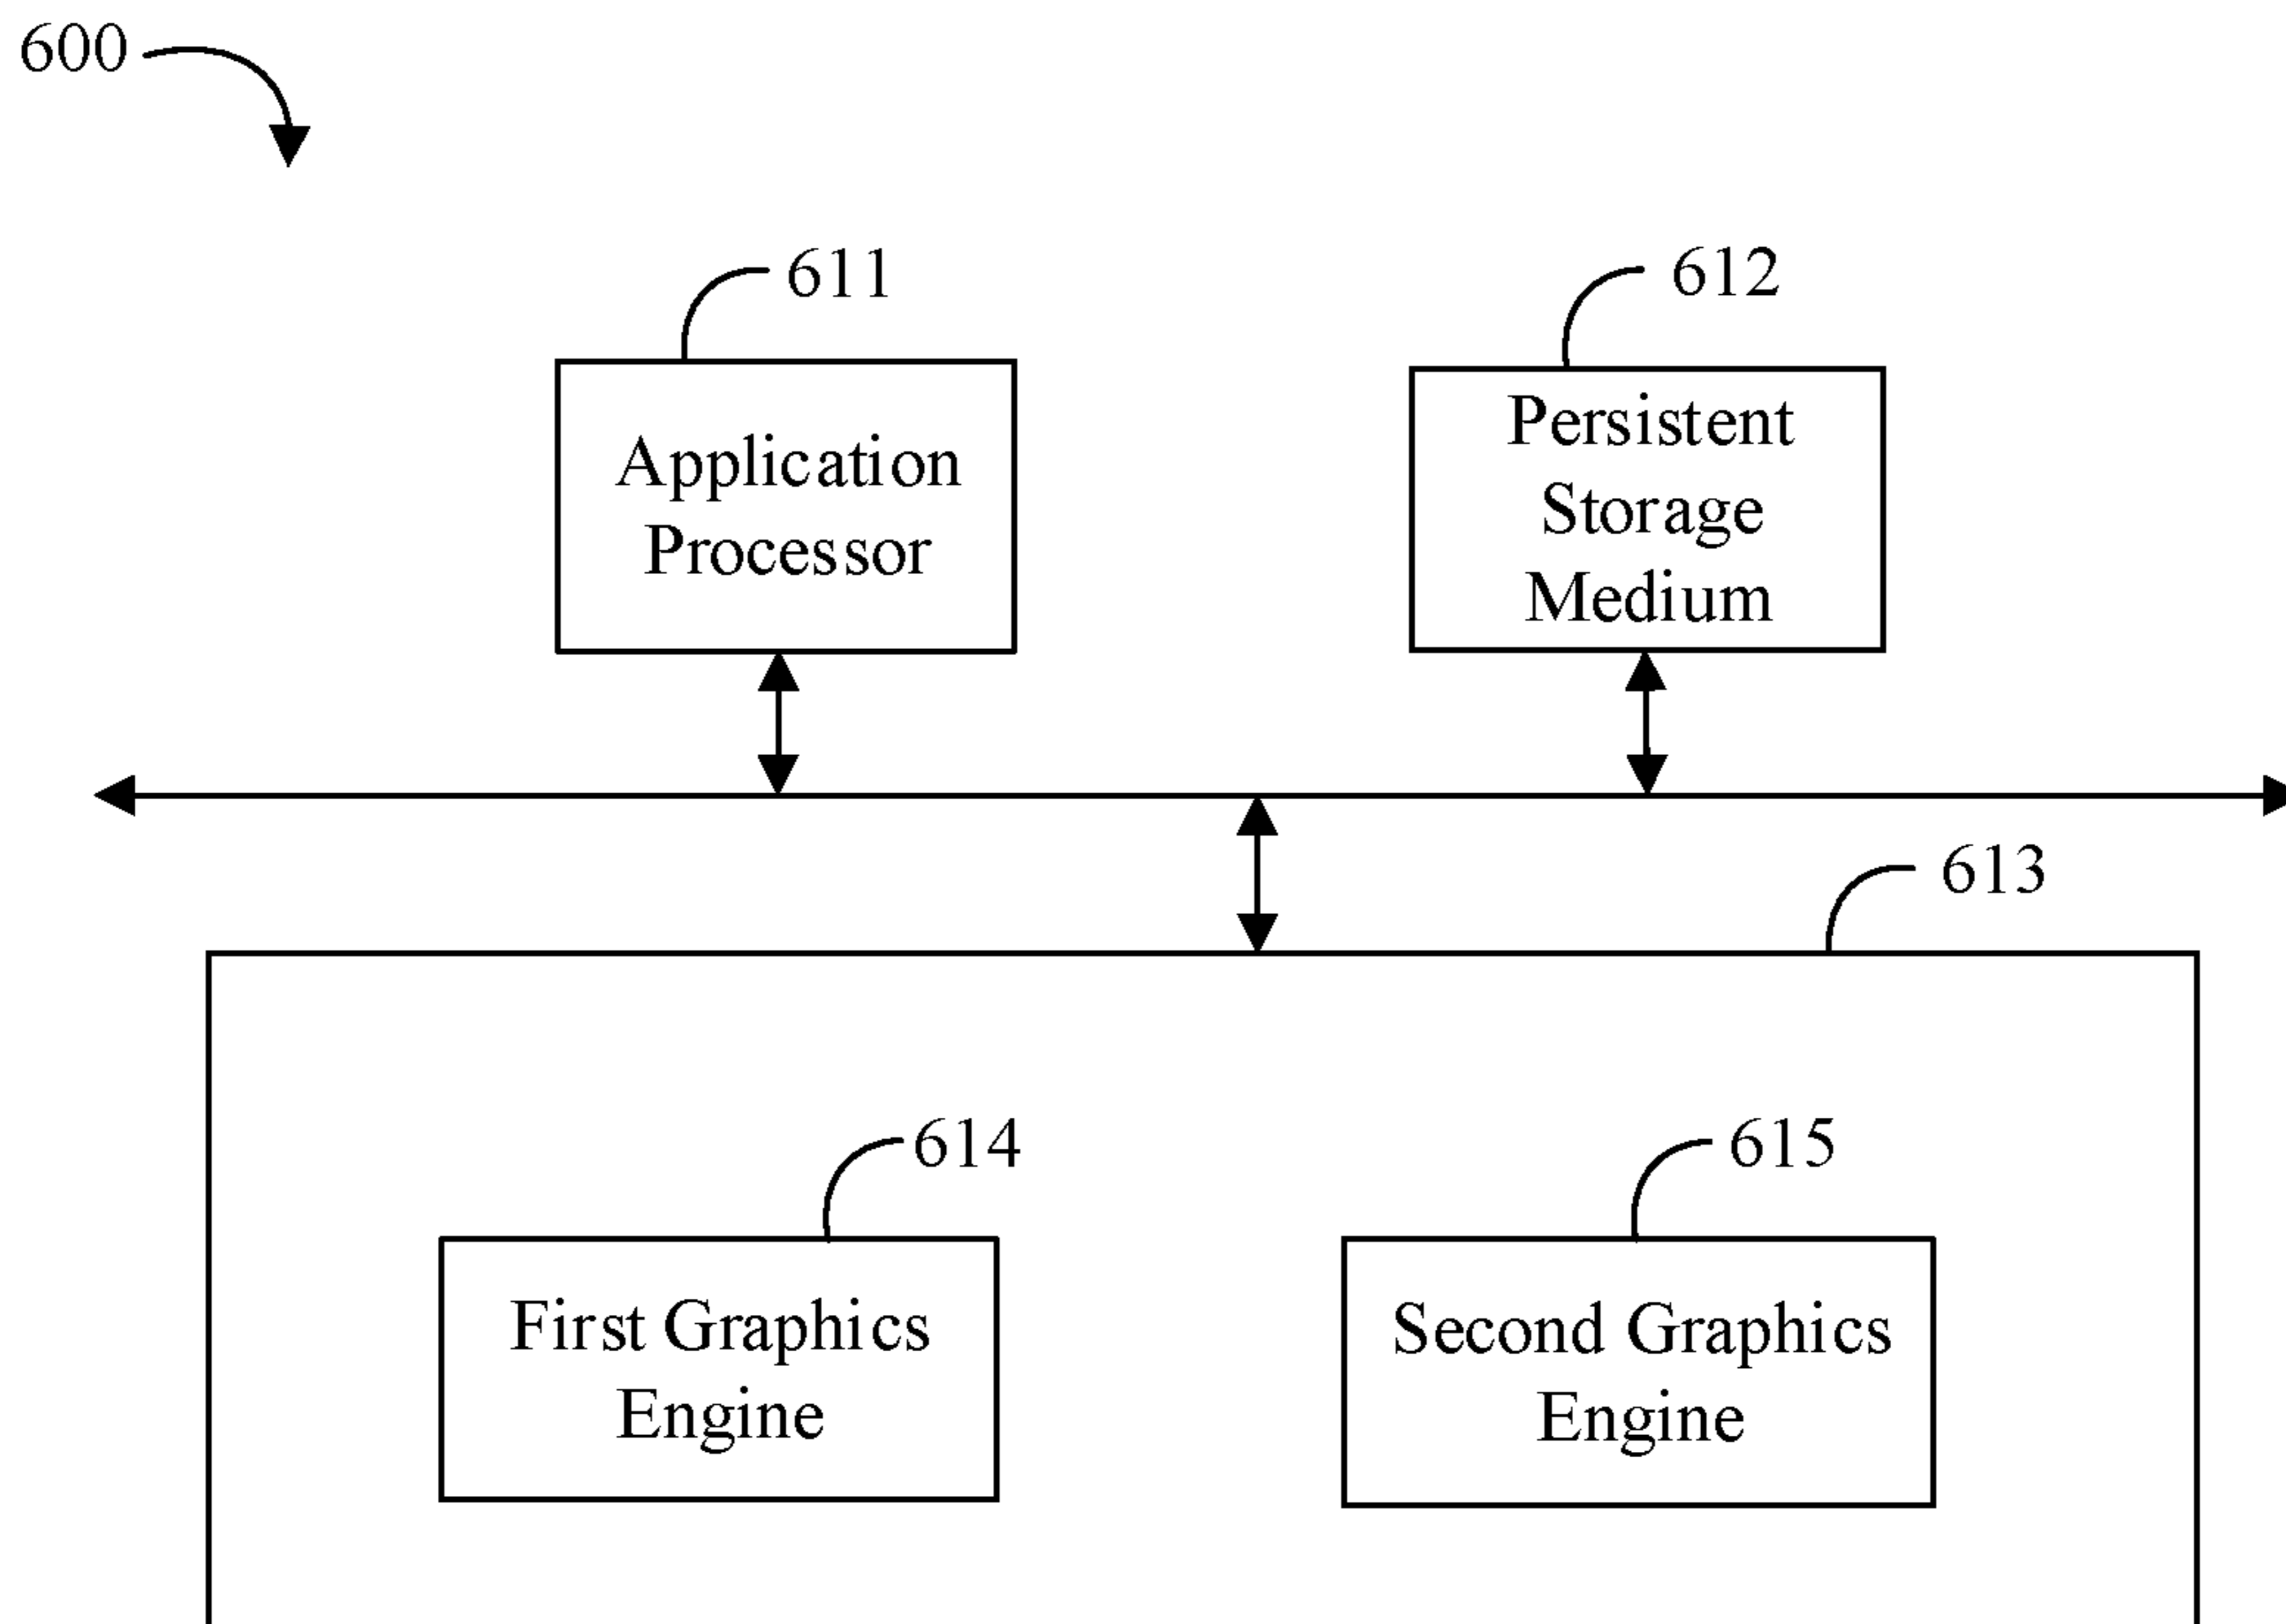 600
611
612
Application
Processor
Persistent
Storage
Medium
613
614
615
First Graphics
Engine
Second Graphics
Engine